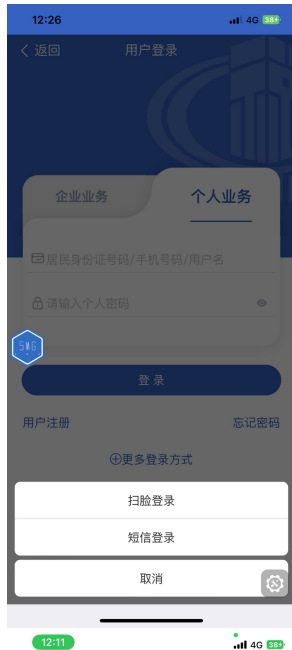 12:26
4G 38
返回 用户登录
企业业务 个人业务
居民身份证号码/手机号码/用户名
请输入个人密码
SMG
登录
用户注册 忘记密码
更多登录方式
扫脸登录
短信登录
取消
12:11
4G 38